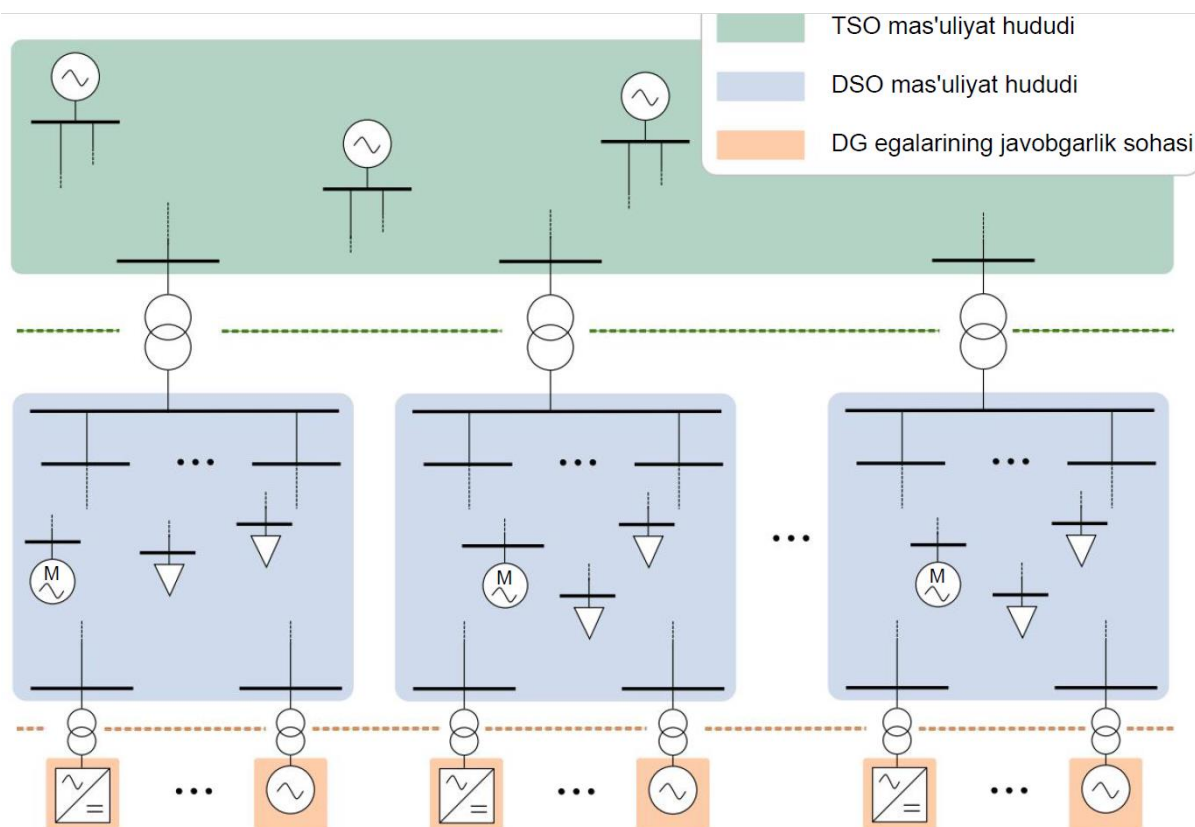 TSO mas'uliyat hududi
DSO mas'uliyat hududi
DG egalarining javobgarlik sohasi
M
M
M